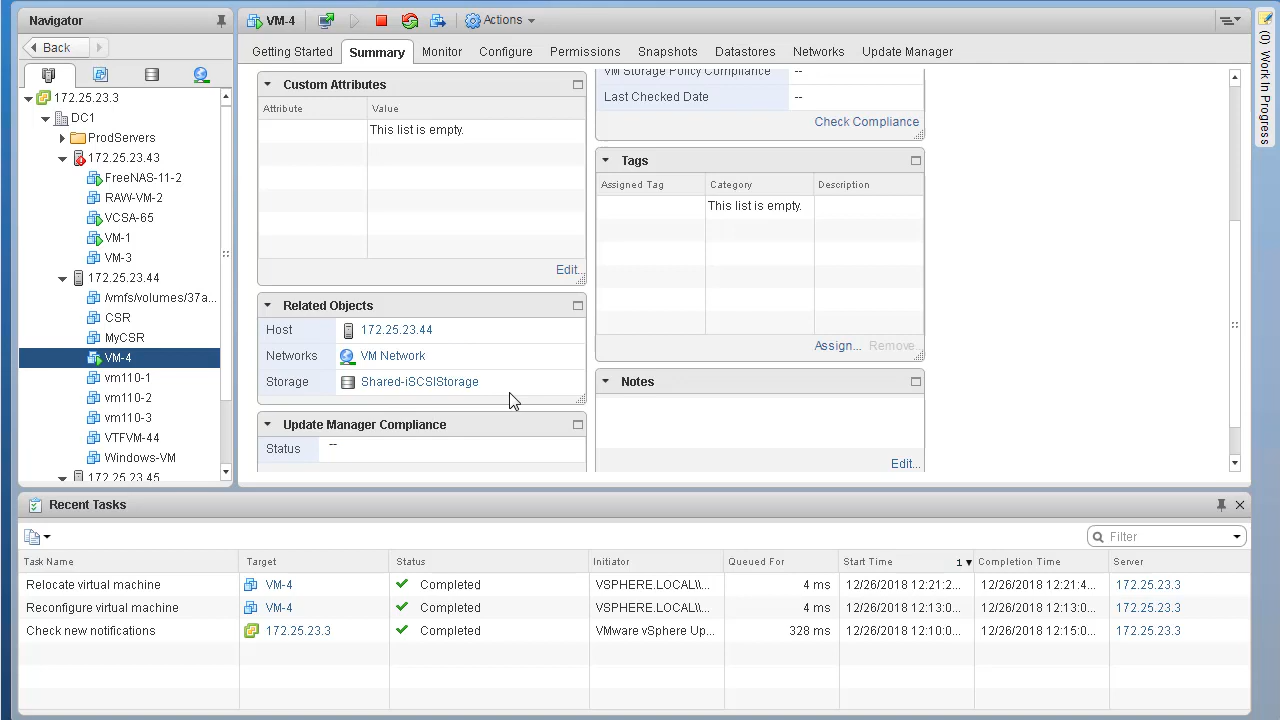 Navigator
Back
172.25.23.3
DC1
ProdServers
172.25.23.43
FreeNAS-11-2
RAW-VM-2
VCSA-65
VM-1
VM-3
172.25.23.44
/vmfs/volumes/37a...
CSR
MyCSR
VM-4
vm110-1
vm110-2
vm110-3
VTFVM-44
Windows-VM
172.25.23.45
VM-4 Actions
Getting Started Summary Monitor Configure Permissions Snapshots Datastores Networks Update Manager
Custom Attributes
Attribute Value
This list is empty.
Edit...
Related Objects
Host 172.25.23.44
Networks VM Network
Storage Shared-iSCSIStorage
Update Manager Compliance
Status --
VM Storage Policy Compliance --
Last Checked Date --
Check Compliance
Tags
Assigned Tag Category Description
This list is empty.
Assign... Remove...
Notes
Edit...
(0) Work In Progress
Recent Tasks
Filter
Task Name Target Status Initiator Queued For Start Time 1 Completion Time Server
Relocate virtual machine VM-4 Completed VSPHERE.LOCAL\\... 4 ms 12/26/2018 12:21:2... 12/26/2018 12:21:4... 172.25.23.3
Reconfigure virtual machine VM-4 Completed VSPHERE.LOCAL\\... 4 ms 12/26/2018 12:13:0... 12/26/2018 12:13:0... 172.25.23.3
Check new notifications 172.25.23.3 Completed VMware vSphere Up... 328 ms 12/26/2018 12:10:0... 12/26/2018 12:15:0... 172.25.23.3